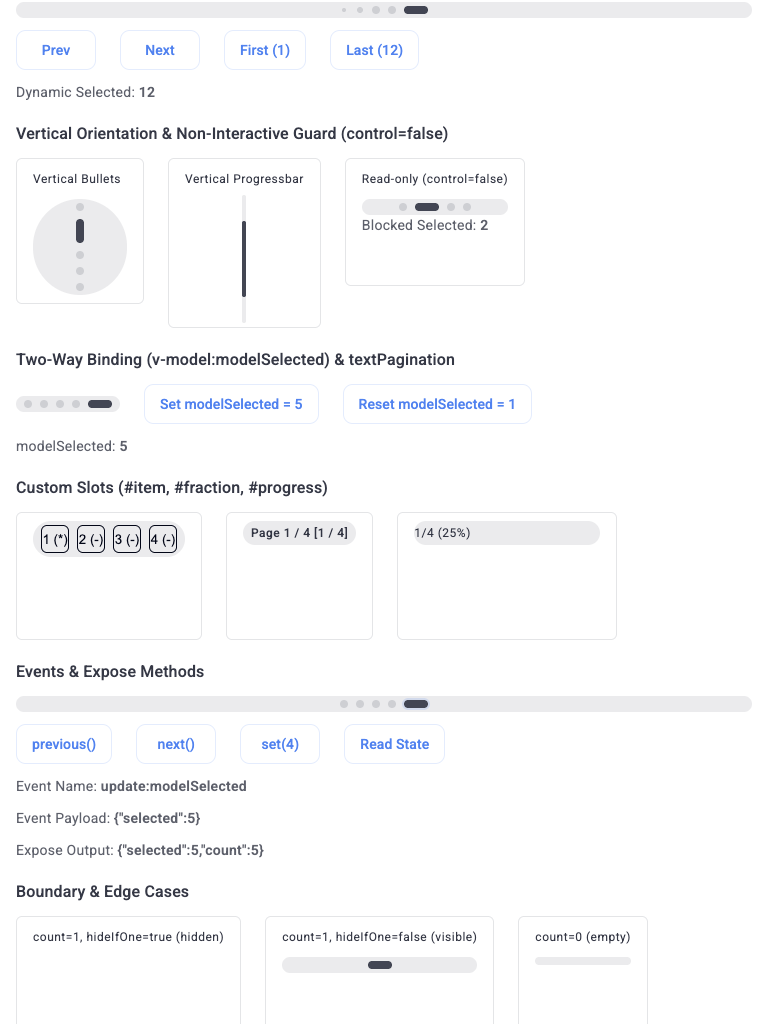 Prev Next First (1) Last (12)
Dynamic Selected: 12
Vertical Orientation & Non-Interactive Guard (control=false)
Vertical Bullets Vertical Progressbar Read-only (control=false)
Blocked Selected: 2
Two-Way Binding (v-model:modelSelected) & textPagination
Set modelSelected = 5 Reset modelSelected = 1
modelSelected: 5
Custom Slots (#item, #fraction, #progress)
1 (*) 2 (-) 3 (-) 4 (-) Page 1 / 4 [1 / 4] 1/4 (25%)
Events & Expose Methods
previous() next() set(4) Read State
Event Name: update:modelSelected
Event Payload: {"selected":5}
Expose Output: {"selected":5,"count":5}
Boundary & Edge Cases
count=1, hideIfOne=true (hidden) count=1, hideIfOne=false (visible) count=0 (empty)